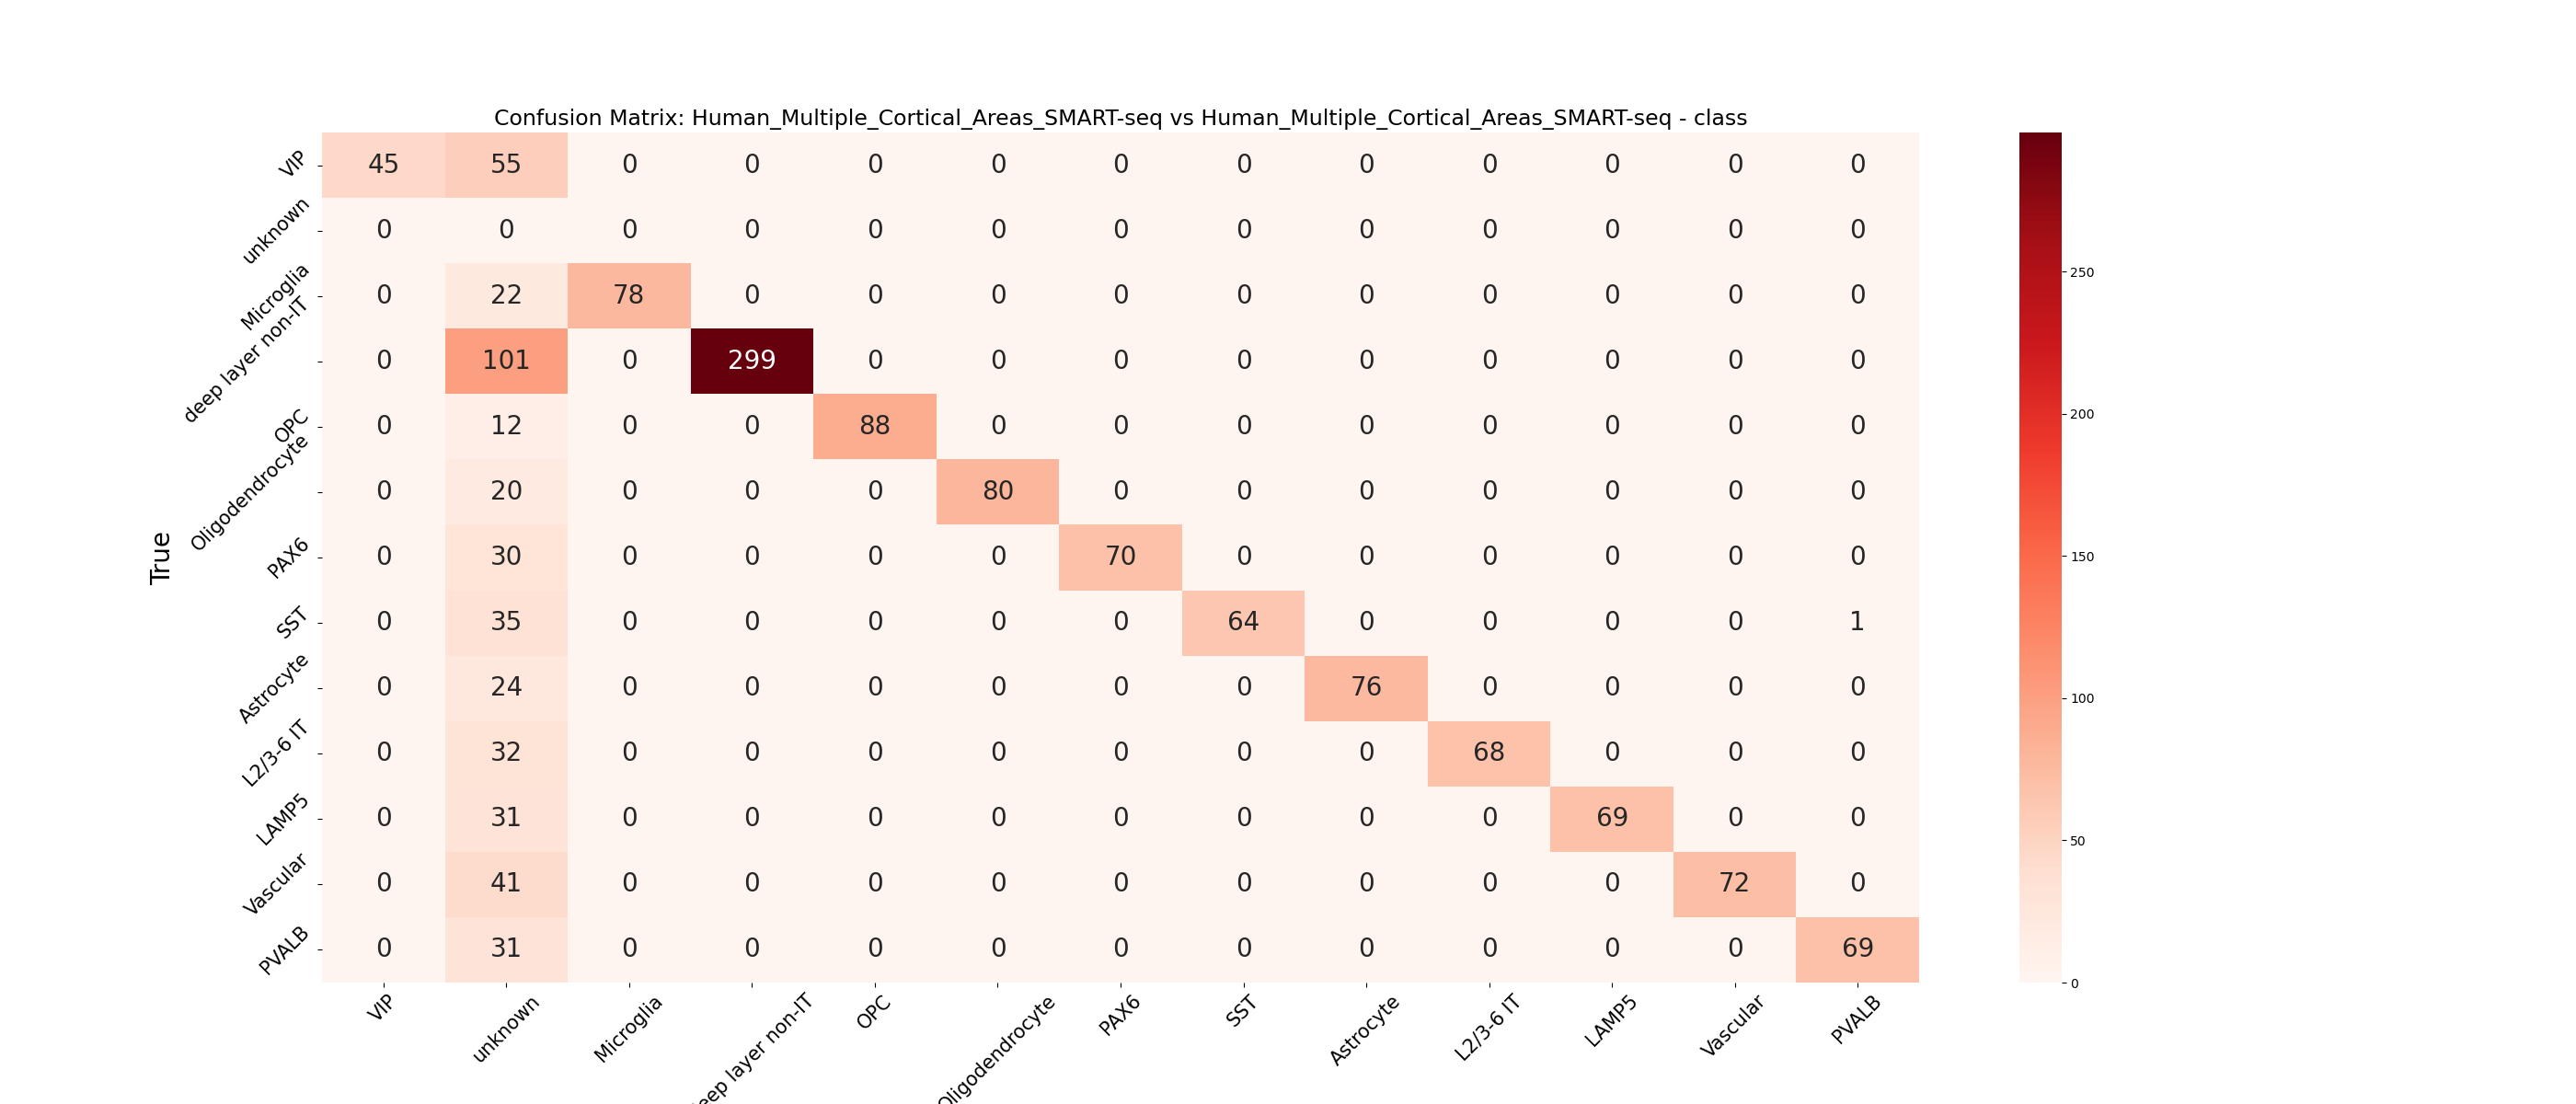 Confusion Matrix: Human_Multiple_Cortical_Areas_SMART-seq vs Human_Multiple_Cortical_Areas_SMART-seq - class
VIP 45 55 0 0 0 0 0 0 0 0 0 0 0
unknown 0 0 0 0 0 0 0 0 0 0 0 0 0
Microglia 0 22 78 0 0 0 0 0 0 0 0 0 0
deep layer non-IT 0 101 0 299 0 0 0 0 0 0 0 0 0
OPC 0 12 0 0 88 0 0 0 0 0 0 0 0
Oligodendrocyte 0 20 0 0 0 80 0 0 0 0 0 0 0
PAX6 0 30 0 0 0 0 70 0 0 0 0 0 0
SST 0 35 0 0 0 0 0 64 0 0 0 0 1
Astrocyte 0 24 0 0 0 0 0 0 76 0 0 0 0
L2/3-6 IT 0 32 0 0 0 0 0 0 0 68 0 0 0
LAMP5 0 31 0 0 0 0 0 0 0 0 69 0 0
Vascular 0 41 0 0 0 0 0 0 0 0 0 72 0
PVALB 0 31 0 0 0 0 0 0 0 0 0 0 69
True
VIP unknown Microglia eep layer non-IT OPC Oligodendrocyte PAX6 SST Astrocyte L2/3-6 IT LAMP5 Vascular PVALB
250
200
150
100
50
0